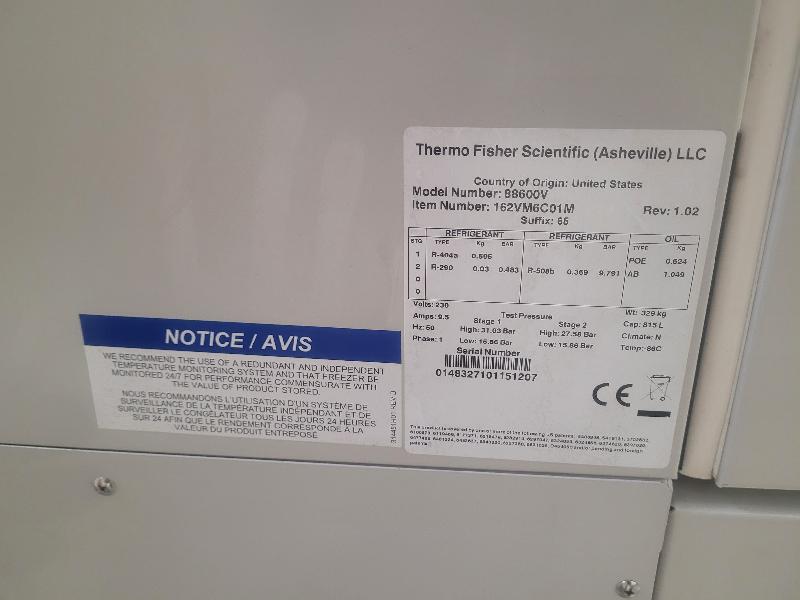 Thermo Fisher Scientific (Asheville) LLC
Country of Origin: United States
Model Number: 88600V
Item Number: 162VM6C01M Rev: 1.02
Suffix: 65
REFRIGERANT REFRIGERANT OIL
STG TYPE Kg BAR TYPE Kg BAR TYPE Kg
1 R-404a 0.595 POE 0.624
2 R-290 0.03 0.483 R-508b 0.369 9.791 AB 1.049
0
0
Volts: 230 Test Pressure Wt: 329 kg
Amps: 9.5 Stage 1 Stage 2 Cap: 815 L
Hz: 50 High: 31.03 Bar High: 27.58 Bar Climate: N
Phase: 1 Low: 16.86 Bar Low: 15.86 Bar Temp: -86C
Serial Number
0148327101151207
CE
NOTICE / AVIS
WE RECOMMEND THE USE OF A REDUNDANT AND INDEPENDENT
TEMPERATURE MONITORING SYSTEM AND THAT FREEZER BE
MONITORED 24/7 FOR PERFORMANCE COMMENSURATE WITH
THE VALUE OF PRODUCT STORED.
NOUS RECOMMANDONS L'UTILISATION D'UN SYSTÈME DE
SURVEILLANCE DE LA TEMPÉRATURE INDÉPENDANT ET DE
SURVEILLER LE CONGÉLATEUR TOUS LES JOURS 24 HEURES
SUR 24 AFIN QUE LE RENDEMENT CORRESPONDE À LA
VALEUR DU PRODUIT ENTREPOSÉ